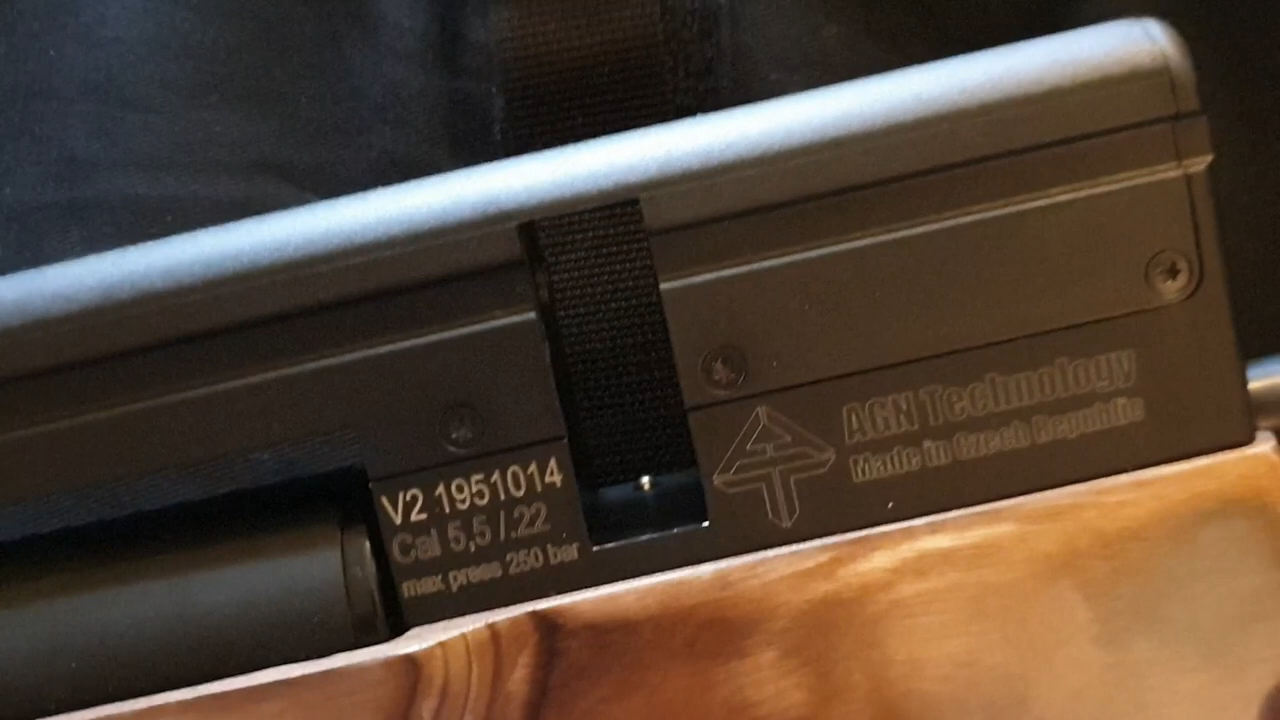 V2 1951014
Cal 5,5 /.22
max press 250 bar
AGN Technology
Made in Czech Republic